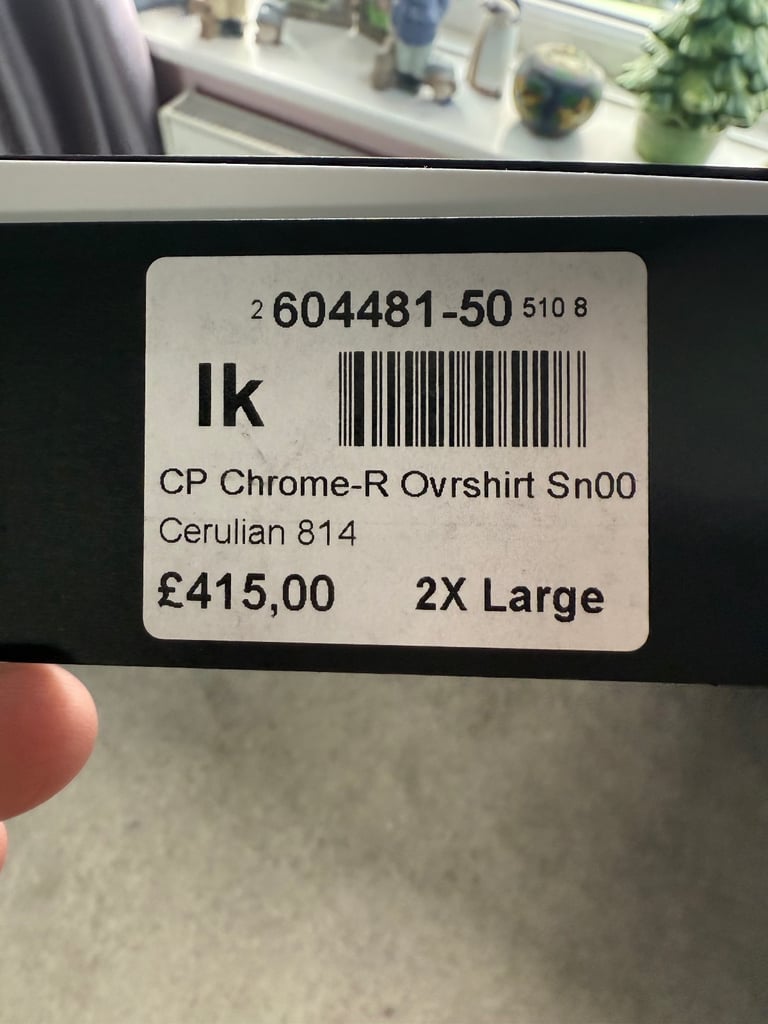 2 604481-50 510 8
lk
CP Chrome-R Ovrshirt Sn00
Cerulian 814
£415,00 2X Large